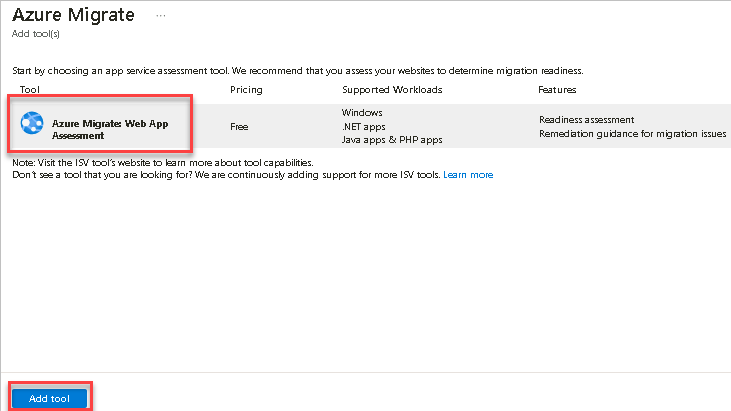 Azure Migrate ...
Add tool(s)
Start by choosing an app service assessment tool. We recommend that you assess your websites to determine migration readiness.
Tool Pricing Supported Workloads Features
Azure Migrate: Web App
Assessment
Free
Windows
.NET apps
Java apps & PHP apps
Readiness assessment
Remediation guidance for migration issues
Note: Visit the ISV tool's website to learn more about tool capabilities.
Don't see a tool that you are looking for? We are continuously adding support for more ISV tools. Learn more
Add tool